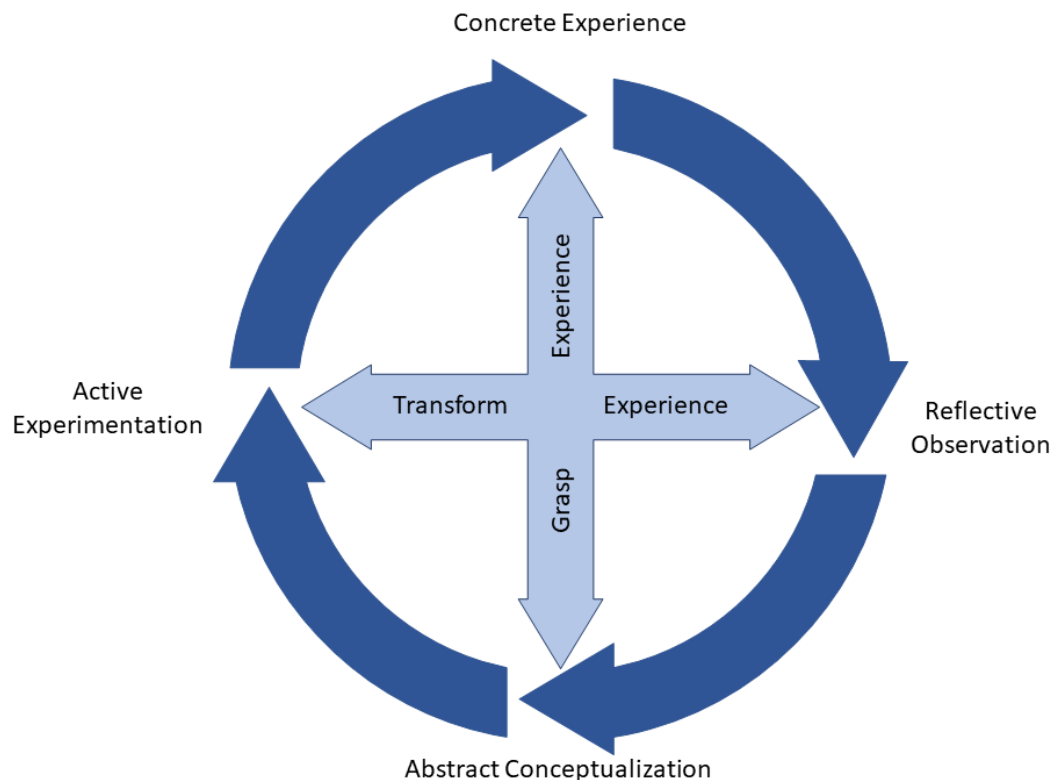 Concrete Experience
Experience
Transform
Experience
Grasp
Active
Experimentation
Reflective
Observation
Abstract Conceptualization